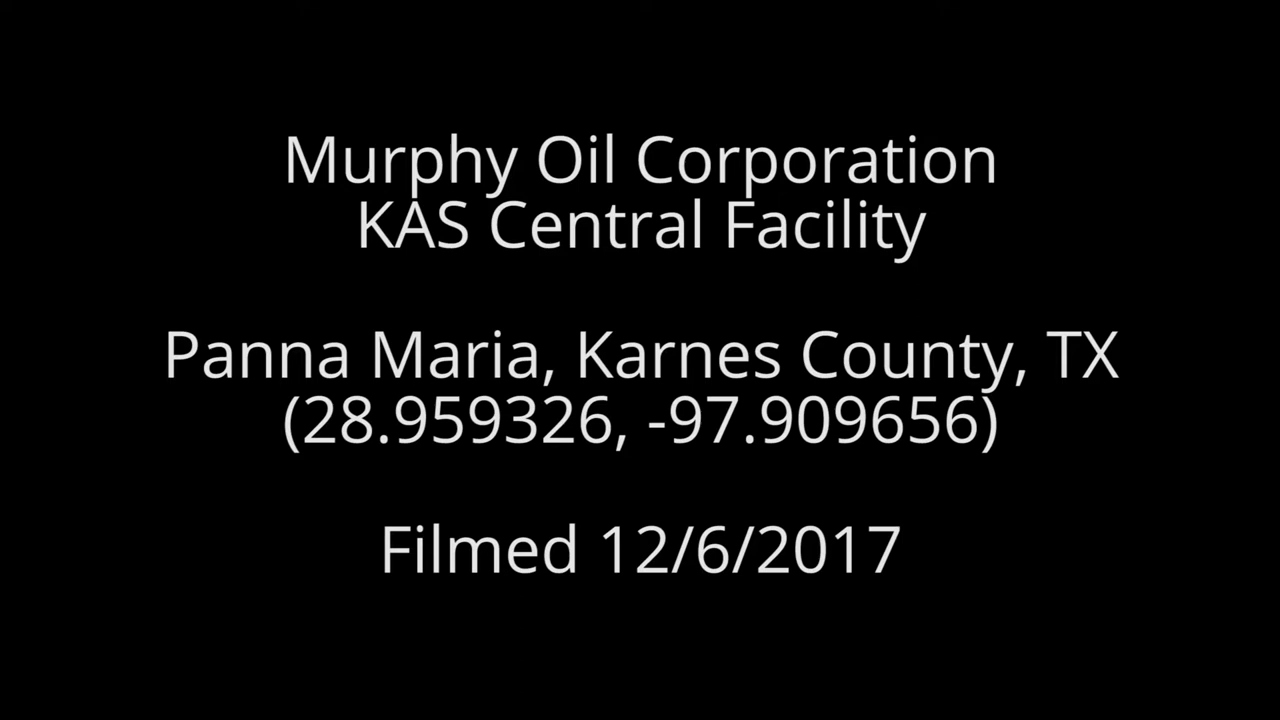 Murphy Oil Corporation
KAS Central Facility
Panna Maria, Karnes County, TX
(28.959326, -97.909656)
Filmed 12/6/2017